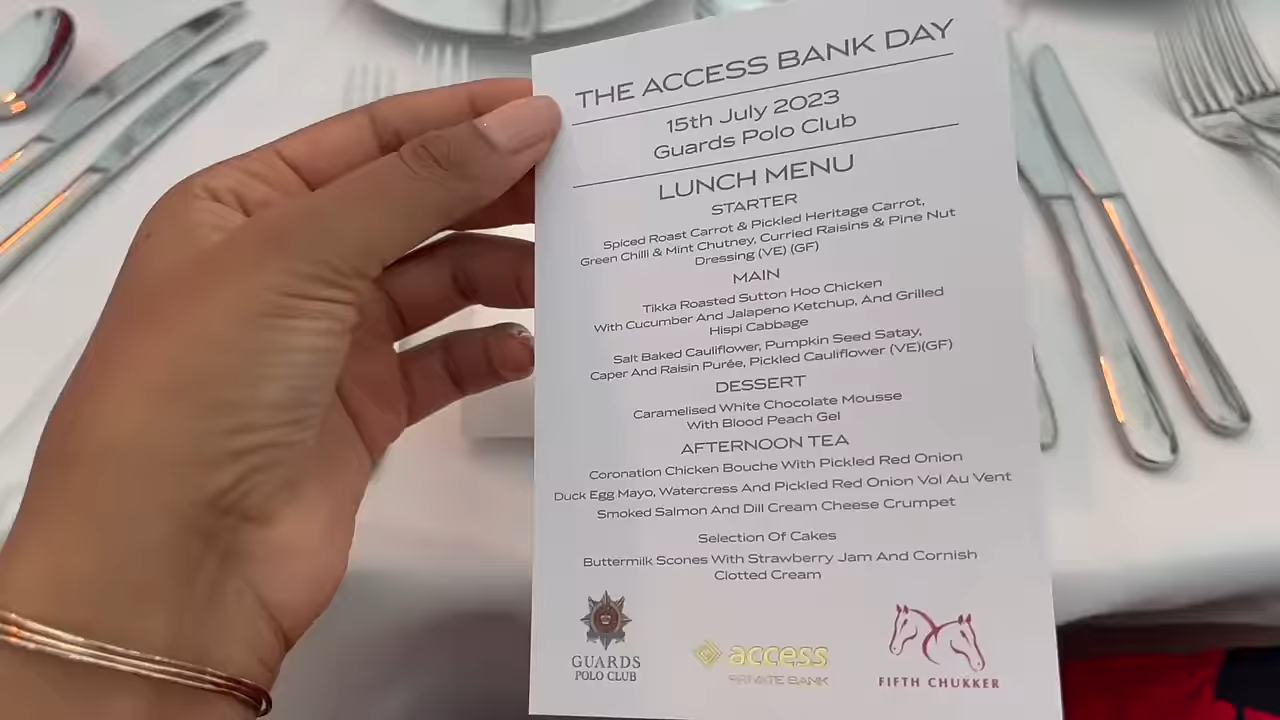 THE ACCESS BANK DAY
15th July 2023
Guards Polo Club
LUNCH MENU
STARTER
Spiced Roast Carrot & Pickled Heritage Carrot,
Green Chilli & Mint Chutney, Curried Raisins & Pine Nut
Dressing (VE) (GF)
MAIN
Tikka Roasted Sutton Hoo Chicken
With Cucumber And Jalapeno Ketchup, And Grilled
Hispi Cabbage
Salt Baked Cauliflower, Pumpkin Seed Satay,
Caper And Raisin Purée, Pickled Cauliflower (VE)(GF)
DESSERT
Caramelised White Chocolate Mousse
With Blood Peach Gel
AFTERNOON TEA
Coronation Chicken Bouche With Pickled Red Onion
Duck Egg Mayo, Watercress And Pickled Red Onion Vol Au Vent
Smoked Salmon And Dill Cream Cheese Crumpet
Selection Of Cakes
Buttermilk Scones With Strawberry Jam And Cornish
Clotted Cream
GUARDS
POLO CLUB
access
PRIVATE BANK
FIFTH CHUKKER